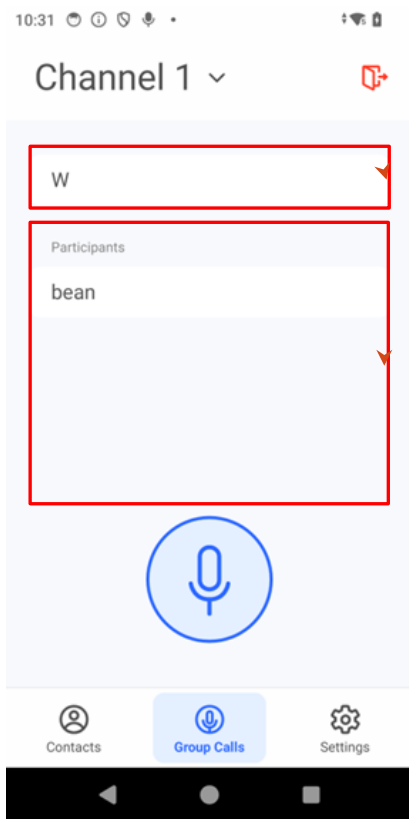 10:31
Channel 1
W
Participants
bean
Contacts
Group Calls
Settings